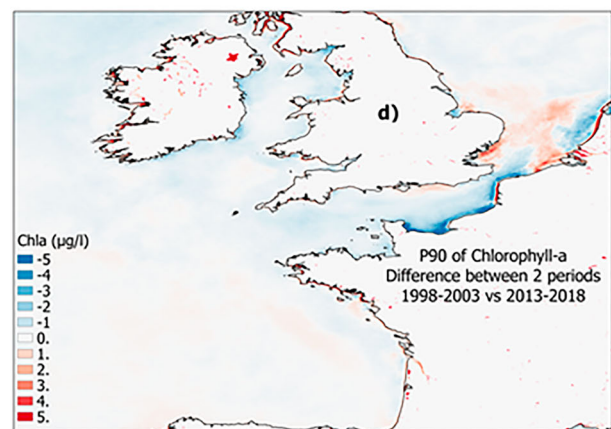 d)
Chla (µg/l)
-5
-4
-3
-2
-1
0.
1.
2.
3.
4.
5.
P90 of Chlorophyll-a
Difference between 2 periods
1998-2003 vs 2013-2018